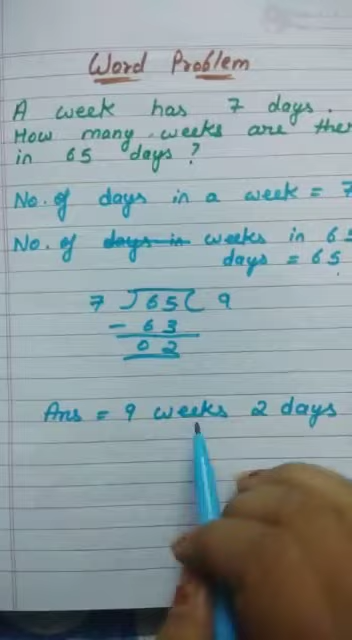 Word Problem
A week has 7 days.
How many weeks are
in 65 days?
No. of days in a week = 7
No. of days in weeks in 65
days = 65
7 ) 65 ( 9
- 63
02
Ans = 9 weeks 2 days